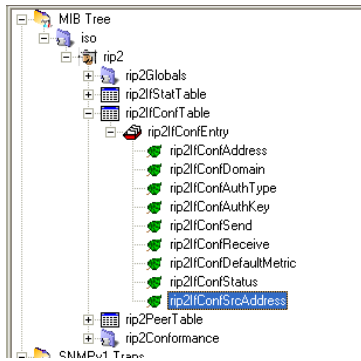 MIB Tree
iso
rip2
rip2Globals
rip2IfStatTable
rip2IfConfTable
rip2IfConfEntry
rip2IfConfAddress
rip2IfConfDomain
rip2IfConfAuthType
rip2IfConfAuthKey
rip2IfConfSend
rip2IfConfReceive
rip2IfConfDefaultMetric
rip2IfConfStatus
rip2IfConfSrcAddress
rip2PeerTable
rip2Conformance
SNMPv1 Traps